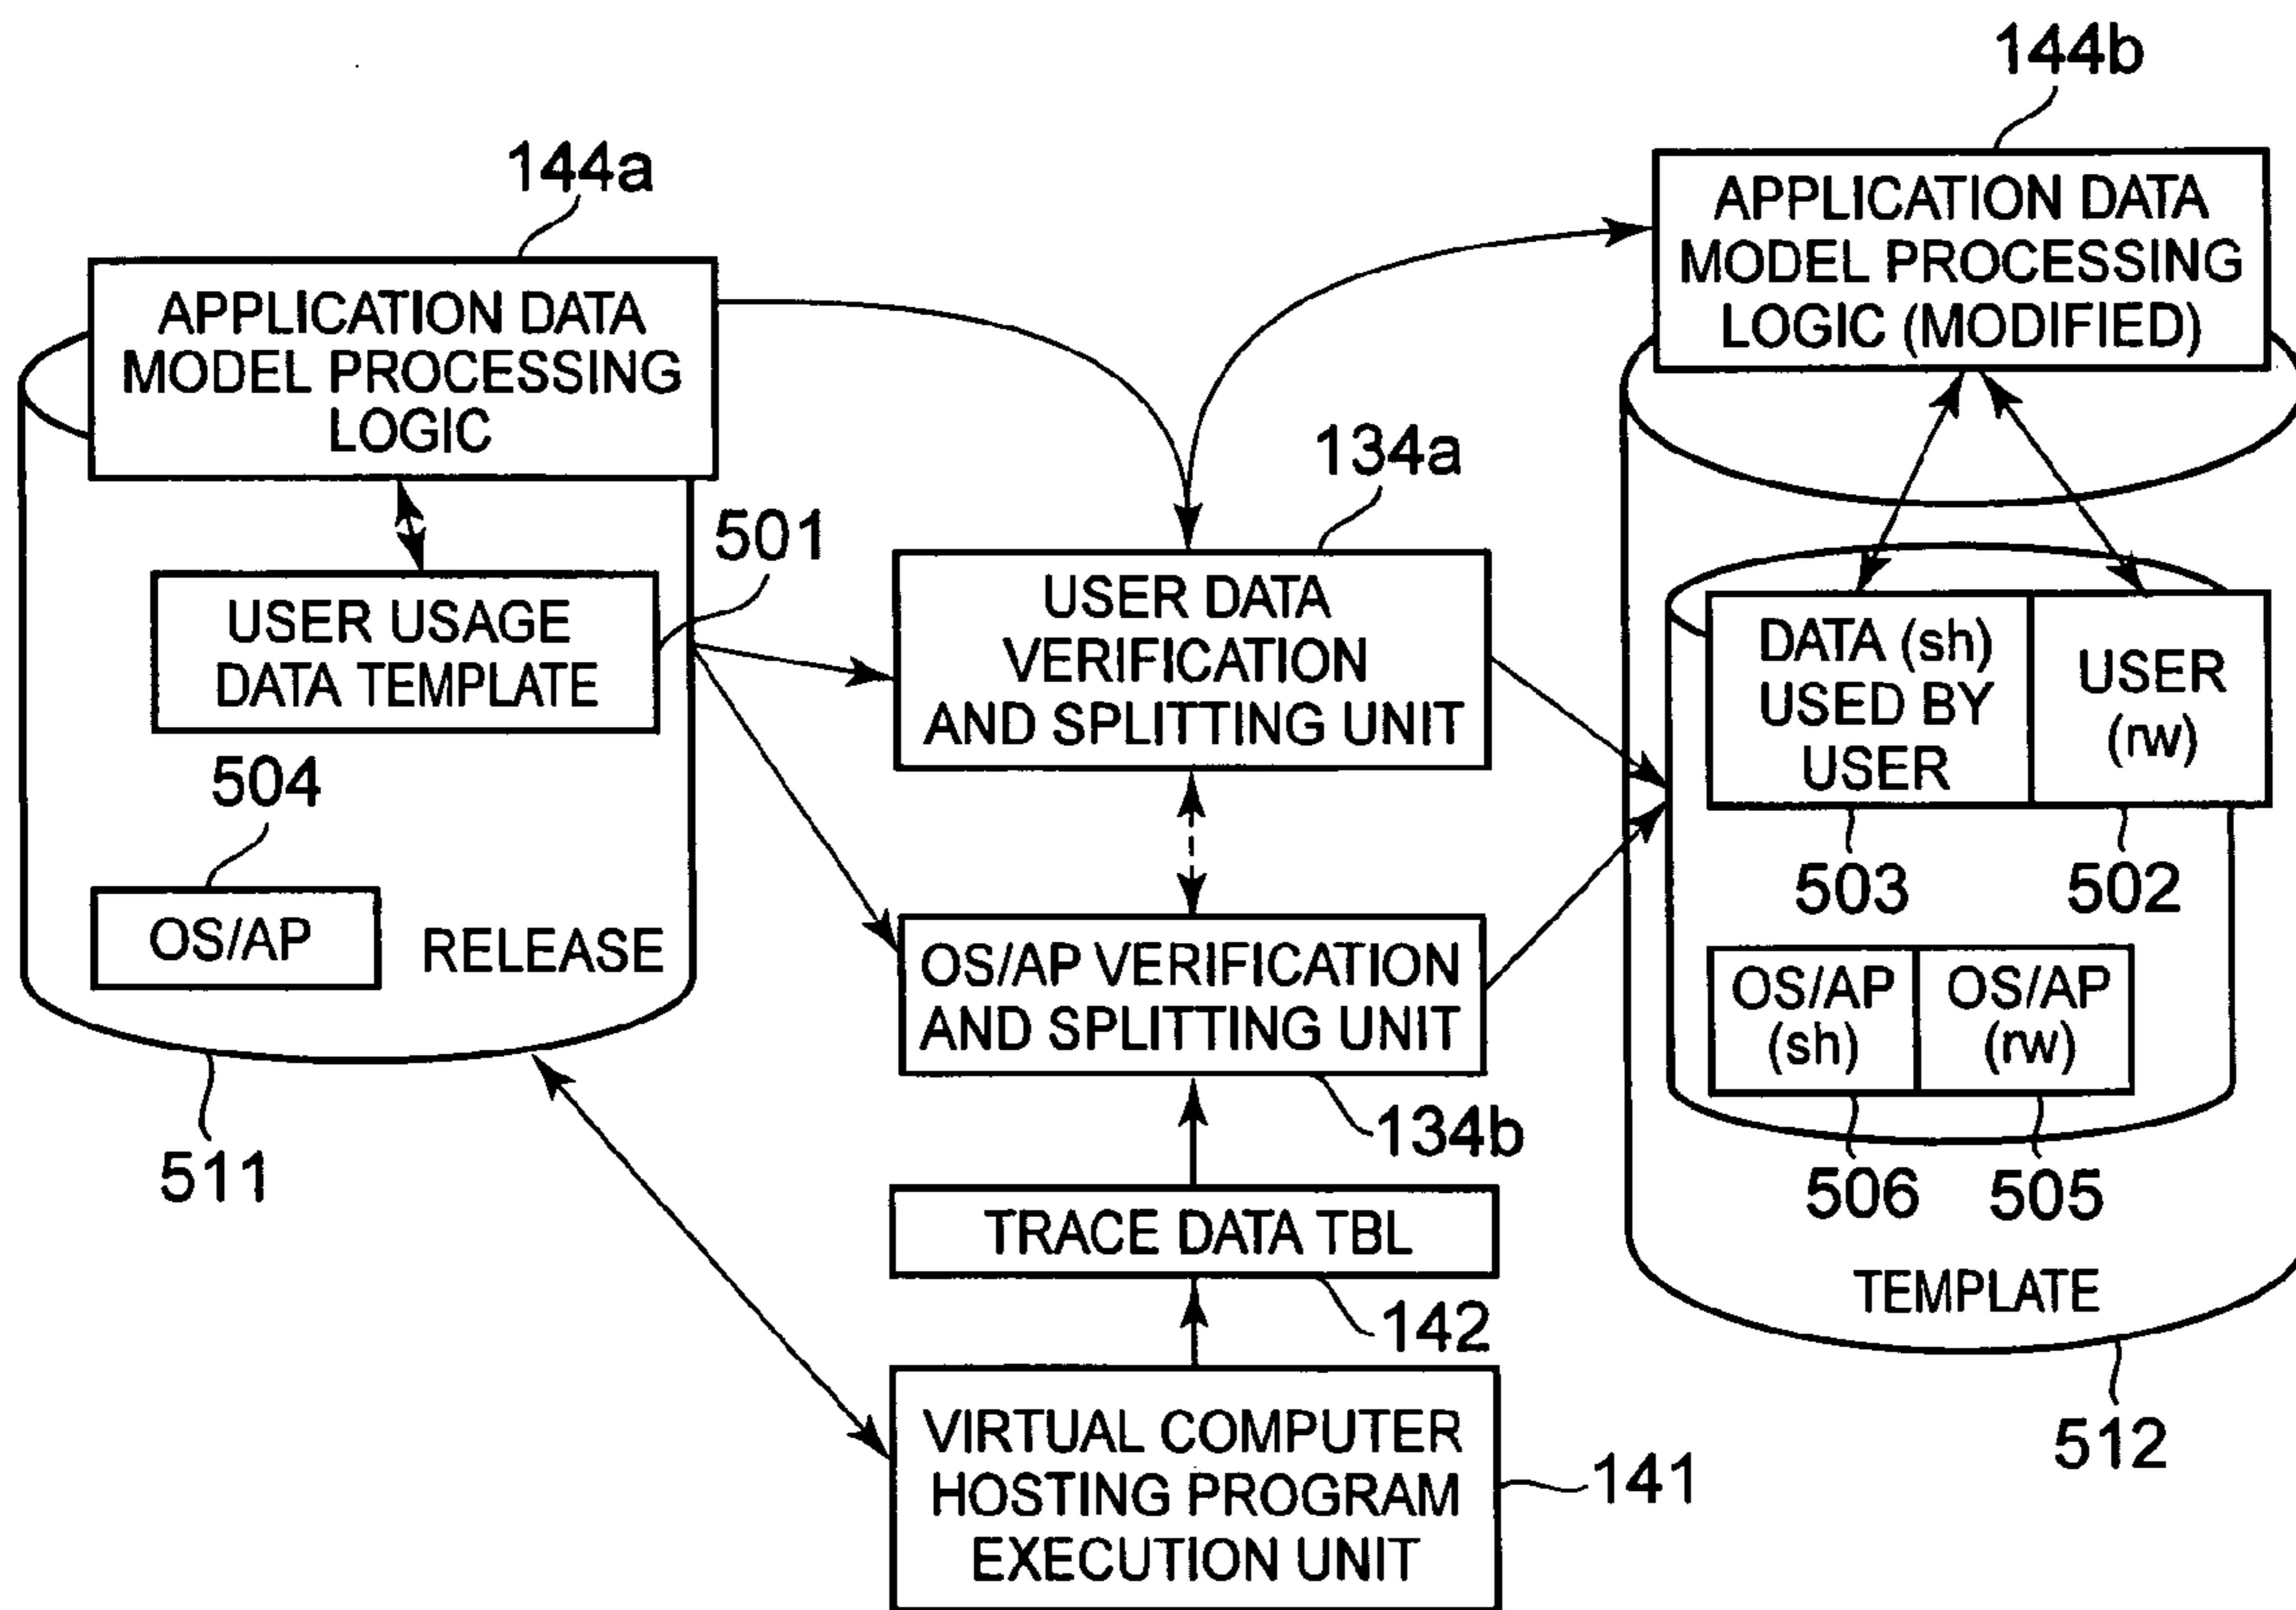 144b
144a
APPLICATION DATA
MODEL PROCESSING
LOGIC (MODIFIED)
APPLICATION DATA
MODEL PROCESSING
LOGIC
134a
501
USER USAGE
DATA TEMPLATE
USER DATA
VERIFICATION
AND SPLITTING UNIT
DATA (sh)
USED BY
USER
USER
(rw)
504
503
502
OS/AP
RELEASE
OS/AP VERIFICATION
AND SPLITTING UNIT
OS/AP
(sh)
OS/AP
(rw)
134b
511
506
505
TRACE DATA TBL
TEMPLATE
142
VIRTUAL COMPUTER
HOSTING PROGRAM
EXECUTION UNIT
512
141